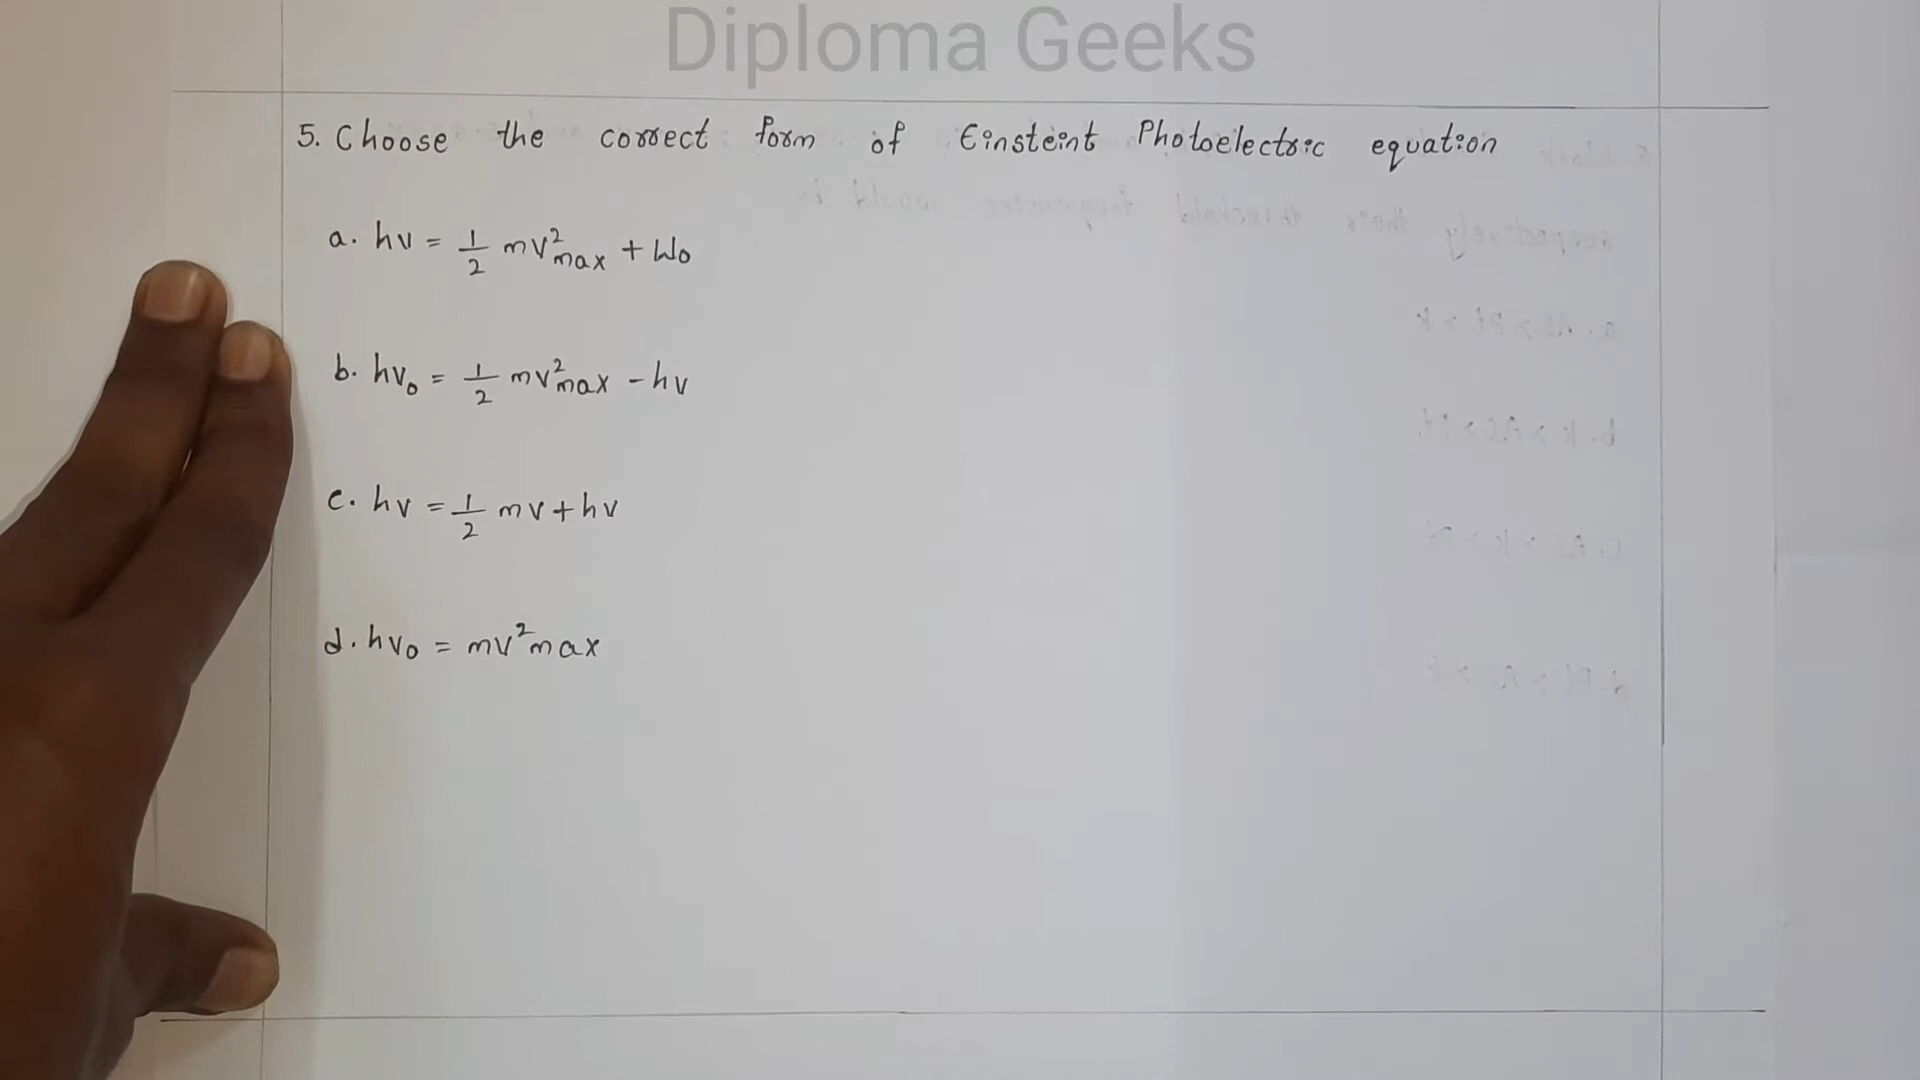 Diploma Geeks
5. Choose the correct form of Einsteint Photoelectric equation
a. hν = 1/2 mv²max + W₀
b. hν₀ = 1/2 mv²max - hν
c. hν = 1/2 mv + hν
d. hν₀ = mv²max